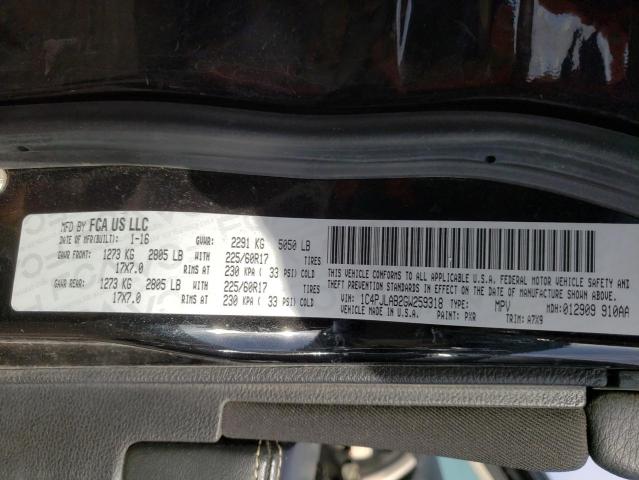 MFD BY FCA US LLC
DATE OF MFR(BUILT): 1-16 GVWR: 2291 KG 5050 LB
GAWR FRONT: 1273 KG 2805 LB WITH 225/60R17 TIRES
17X7.0 RIMS AT 230 KPA ( 33 PSI) COLD
GAWR REAR: 1273 KG 2805 LB WITH 225/60R17 TIRES
17X7.0 RIMS AT 230 KPA ( 33 PSI) COLD
THIS VEHICLE CONFORMS TO ALL APPLICABLE U.S.A. FEDERAL MOTOR VEHICLE SAFETY AND
THEFT PREVENTION STANDARDS IN EFFECT ON THE DATE OF MANUFACTURE SHOWN ABOVE.
VIN: 1C4PJLAB2GW259318 TYPE: MPV MDH: 012909 910AA
PAINT: PXR TRIM: A7X9